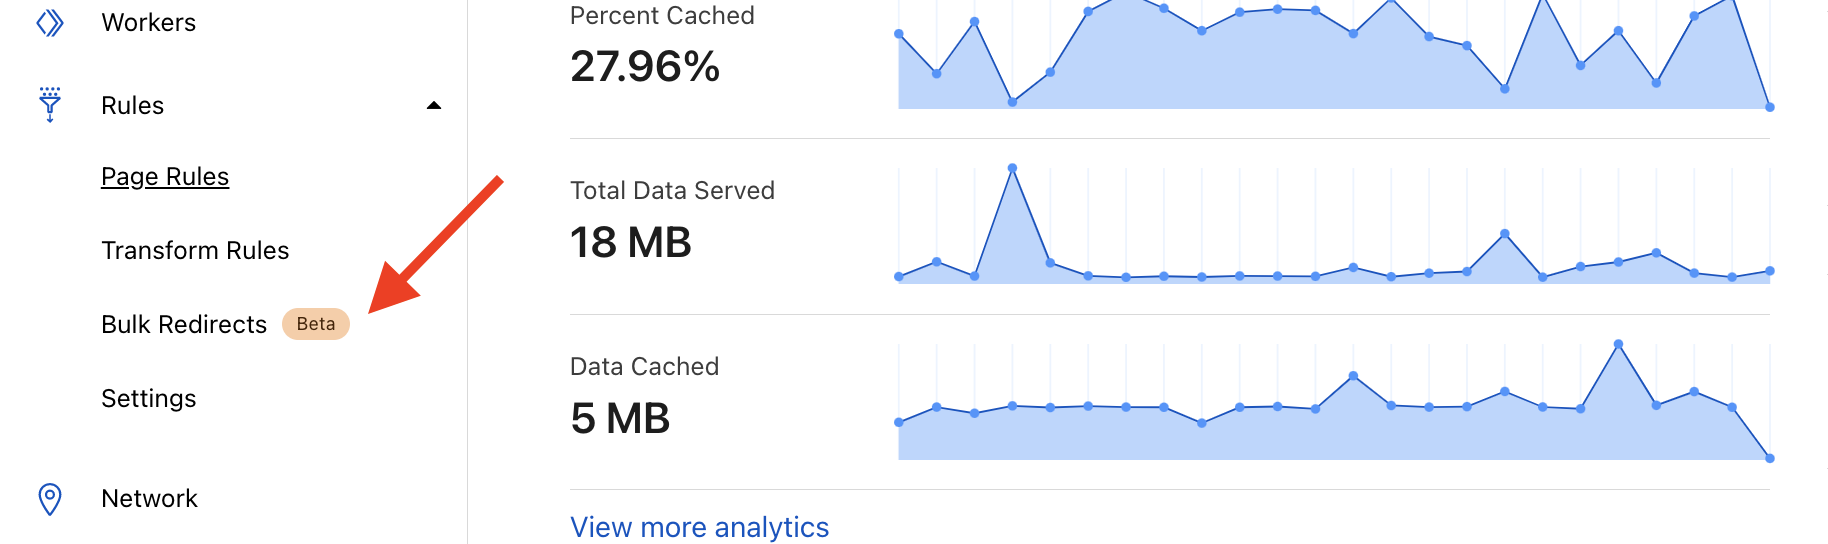 Workers
Rules
Page Rules
Transform Rules
Bulk Redirects Beta
Settings
Network
Percent Cached
27.96%
Total Data Served
18 MB
Data Cached
5 MB
View more analytics